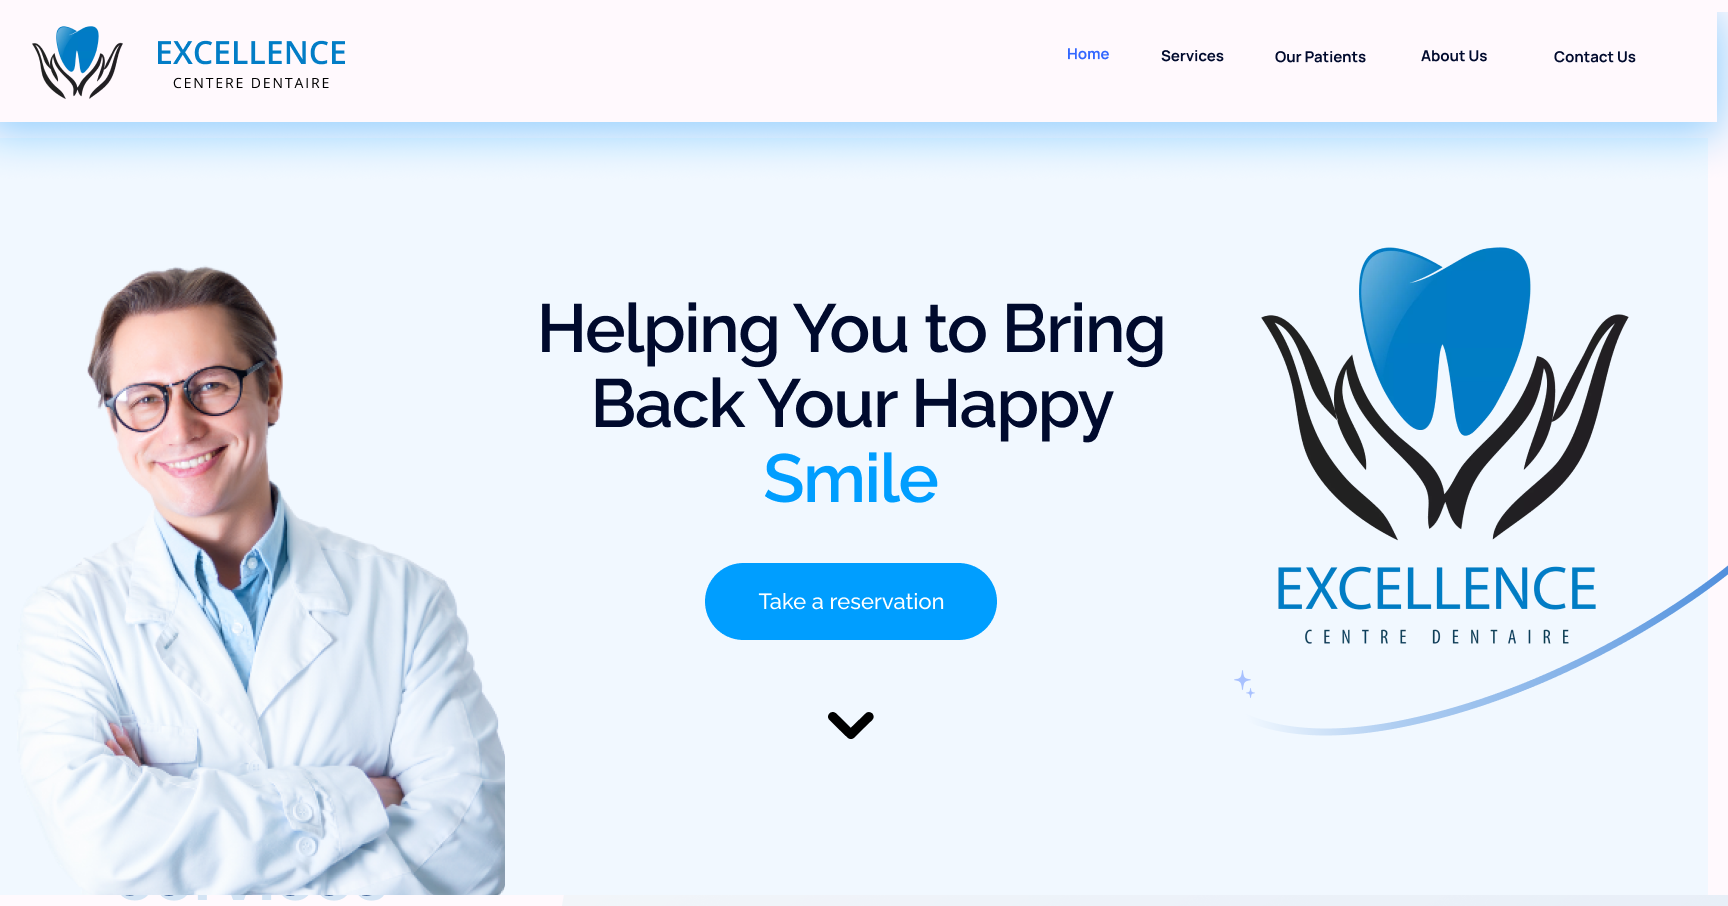 EXCELLENCE
CENTERE DENTAIRE
Home
Services
Our Patients
About Us
Contact Us
Helping You to Bring
Back Your Happy
Smile
Take a reservation
EXCELLENCE
CENTRE DENTAIRE